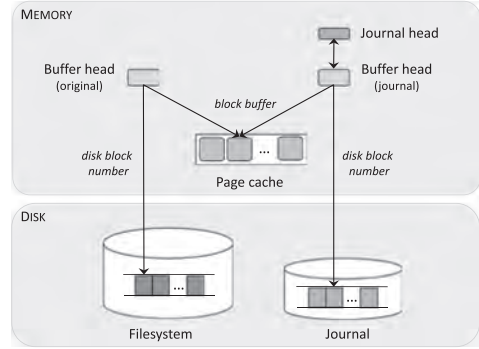 MEMORY
Journal head
Buffer head
(original)
block buffer
Buffer head
(journal)
disk block
number
...
disk block
number
Page cache
DISK
...
...
Filesystem
Journal